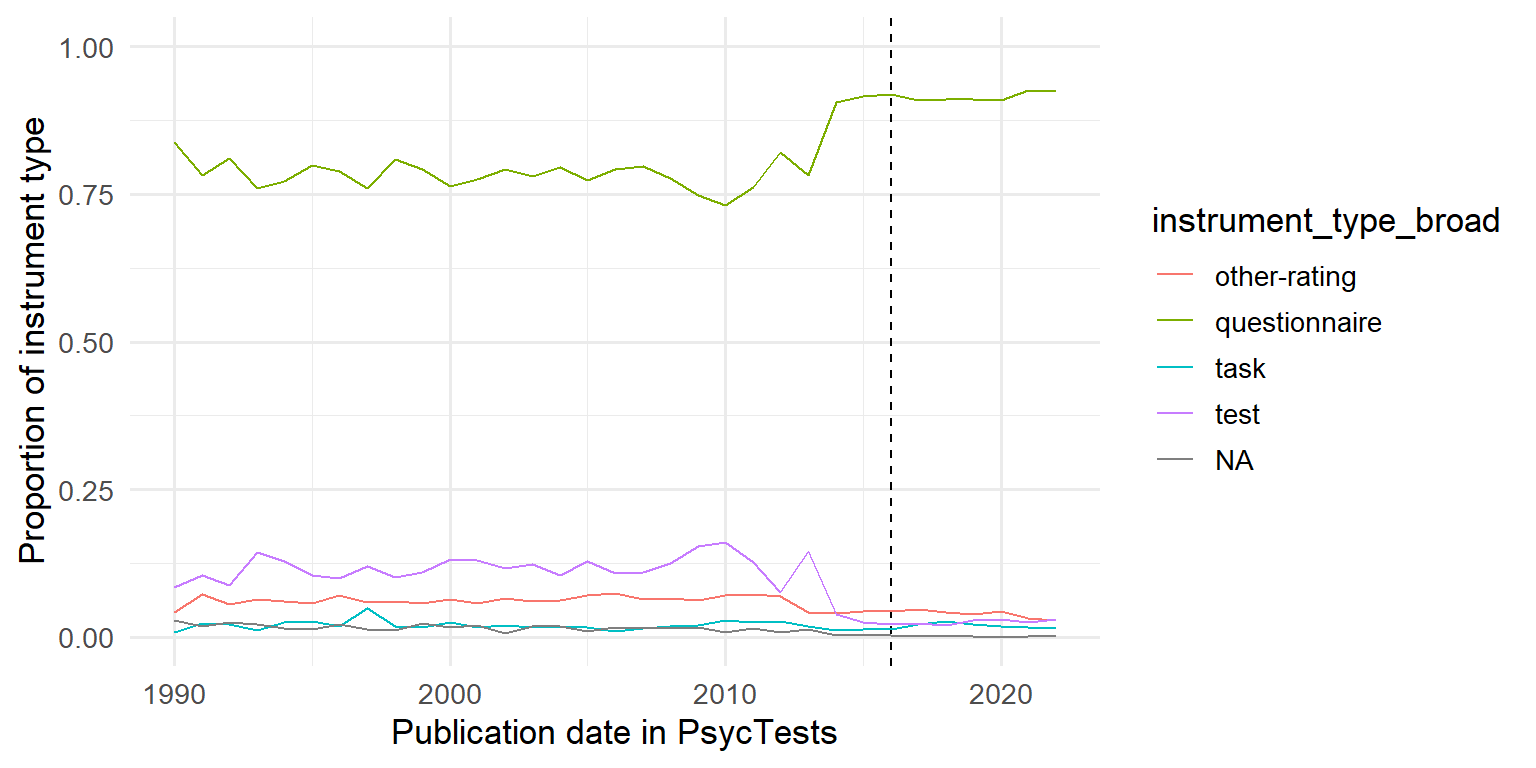 Proportion of instrument type
1.00
0.75
0.50
0.25
0.00
1990 2000 2010 2020
Publication date in PsycTests
instrument_type_broad
other-rating
questionnaire
task
test
NA